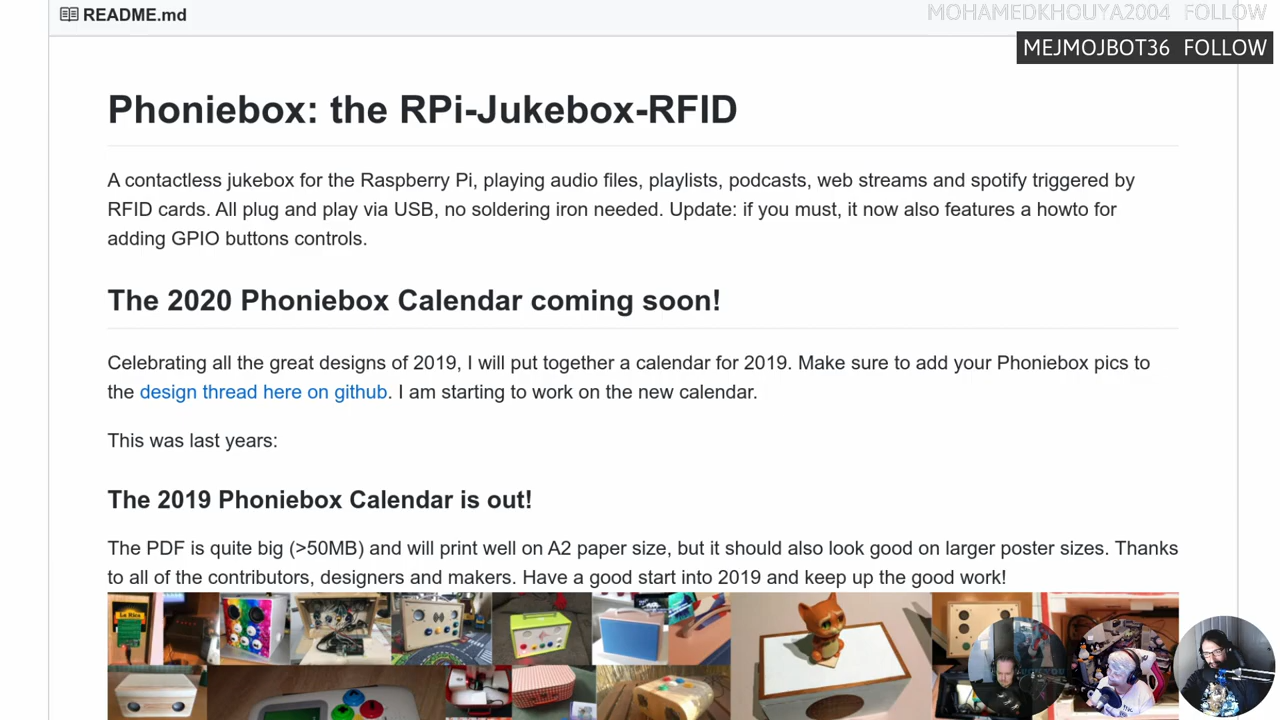 README.md
MOHAMEDKHOUYA2004 FOLLOW
MEJMOJBOT36 FOLLOW
Phoniebox: the RPi-Jukebox-RFID
A contactless jukebox for the Raspberry Pi, playing audio files, playlists, podcasts, web streams and spotify triggered by
RFID cards. All plug and play via USB, no soldering iron needed. Update: if you must, it now also features a howto for
adding GPIO buttons controls.
The 2020 Phoniebox Calendar coming soon!
Celebrating all the great designs of 2019, I will put together a calendar for 2019. Make sure to add your Phoniebox pics to
the design thread here on github. I am starting to work on the new calendar.
This was last years:
The 2019 Phoniebox Calendar is out!
The PDF is quite big (>50MB) and will print well on A2 paper size, but it should also look good on larger poster sizes. Thanks
to all of the contributors, designers and makers. Have a good start into 2019 and keep up the good work!